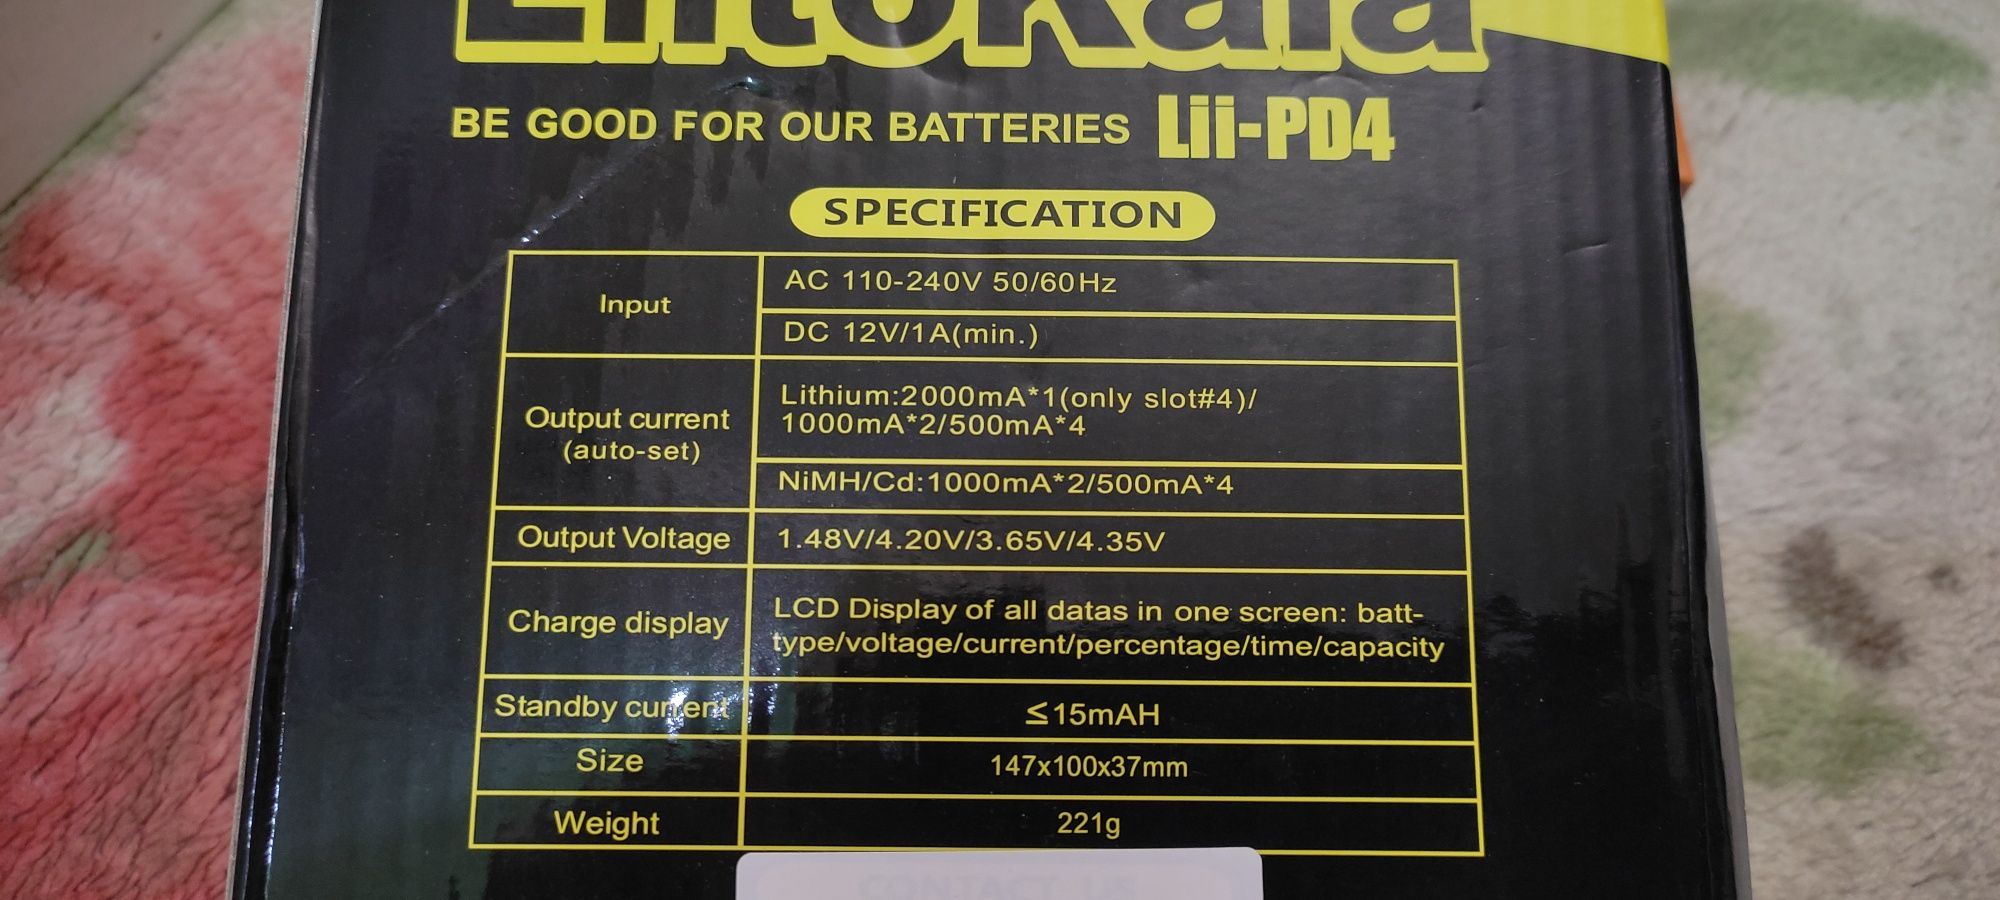 LiitoKala
BE GOOD FOR OUR BATTERIES Lii-PD4
SPECIFICATION
Input
AC 110-240V 50/60Hz
DC 12V/1A(min.)
Output current
(auto-set)
Lithium:2000mA*1(only slot#4)/
1000mA*2/500mA*4
NiMH/Cd:1000mA*2/500mA*4
Output Voltage
1.48V/4.20V/3.65V/4.35V
Charge display
LCD Display of all datas in one screen: batt-
type/voltage/current/percentage/time/capacity
Standby current
≤15mAH
Size
147x100x37mm
Weight
221g
CONTACT US